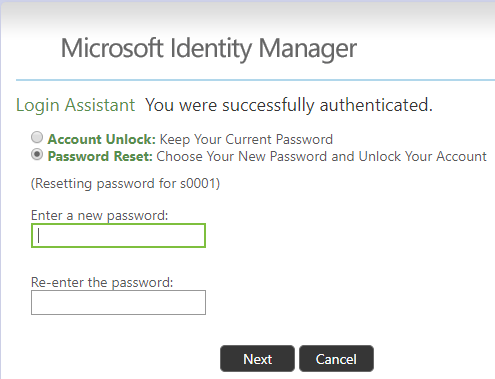 Microsoft Identity Manager
Login Assistant You were successfully authenticated.
Account Unlock: Keep Your Current Password
Password Reset: Choose Your New Password and Unlock Your Account
(Resetting password for s0001)
Enter a new password:
Re-enter the password:
Next Cancel